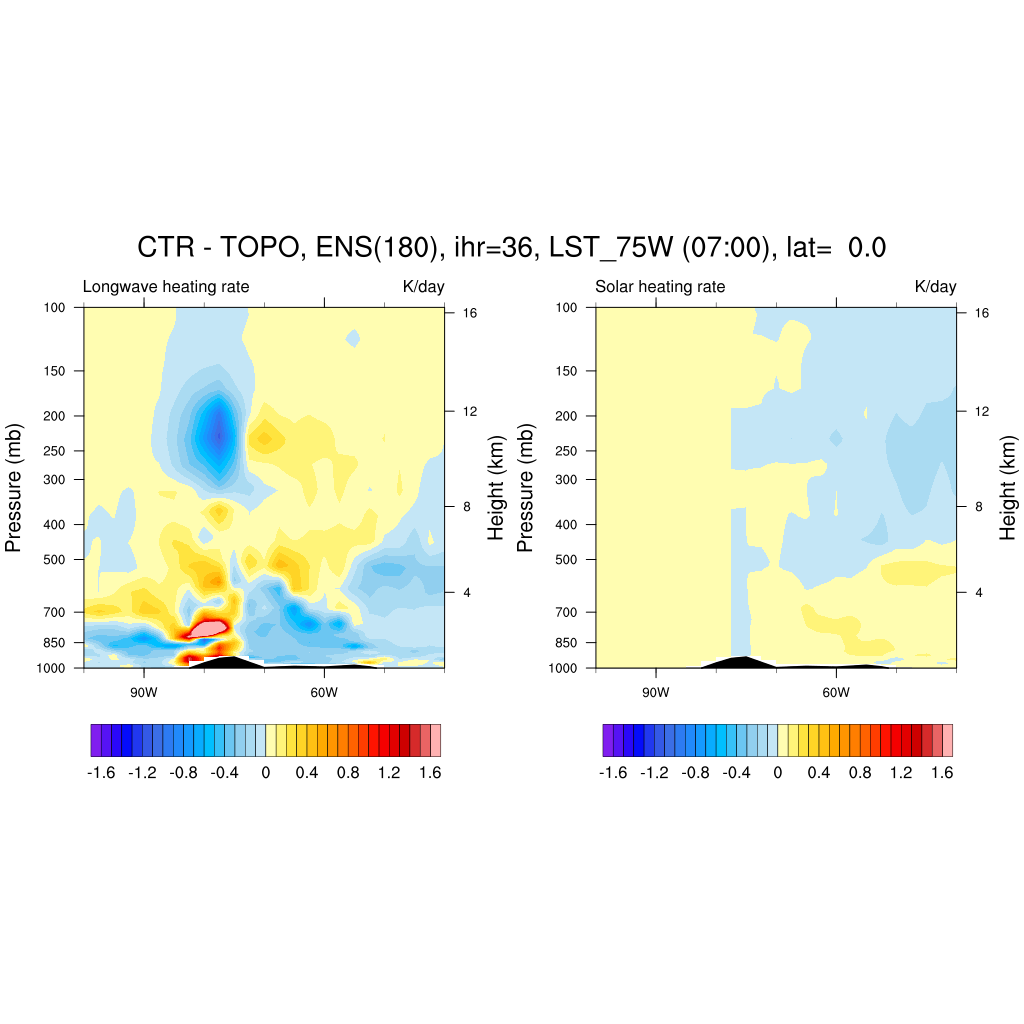 CTR - TOPO, ENS(180), ihr=36, LST_75W (07:00), lat=  0.0
Longwave heating rate K/day
100
150
200
250
300
400
500
700
850
1000
Pressure (mb)
16
12
8
4
Height (km)
90W 60W
-1.6 -1.2 -0.8 -0.4 0 0.4 0.8 1.2 1.6
Solar heating rate K/day
100
150
200
250
300
400
500
700
850
1000
Pressure (mb)
16
12
8
4
Height (km)
90W 60W
-1.6 -1.2 -0.8 -0.4 0 0.4 0.8 1.2 1.6